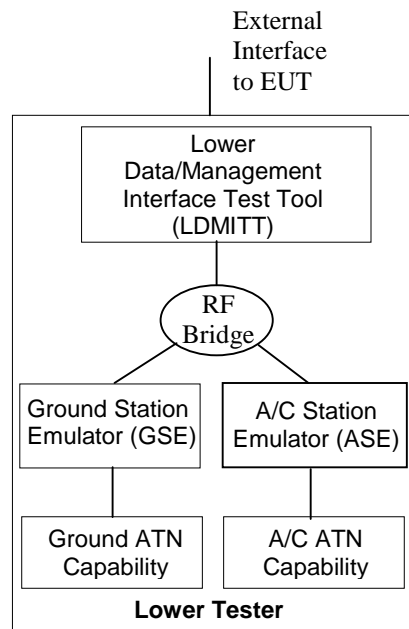 External
Interface
to EUT
Lower
Data/Management
Interface Test Tool
(LDMITT)
RF
Bridge
Ground Station
Emulator (GSE)
A/C Station
Emulator (ASE)
Ground ATN
Capability
A/C ATN
Capability
Lower Tester